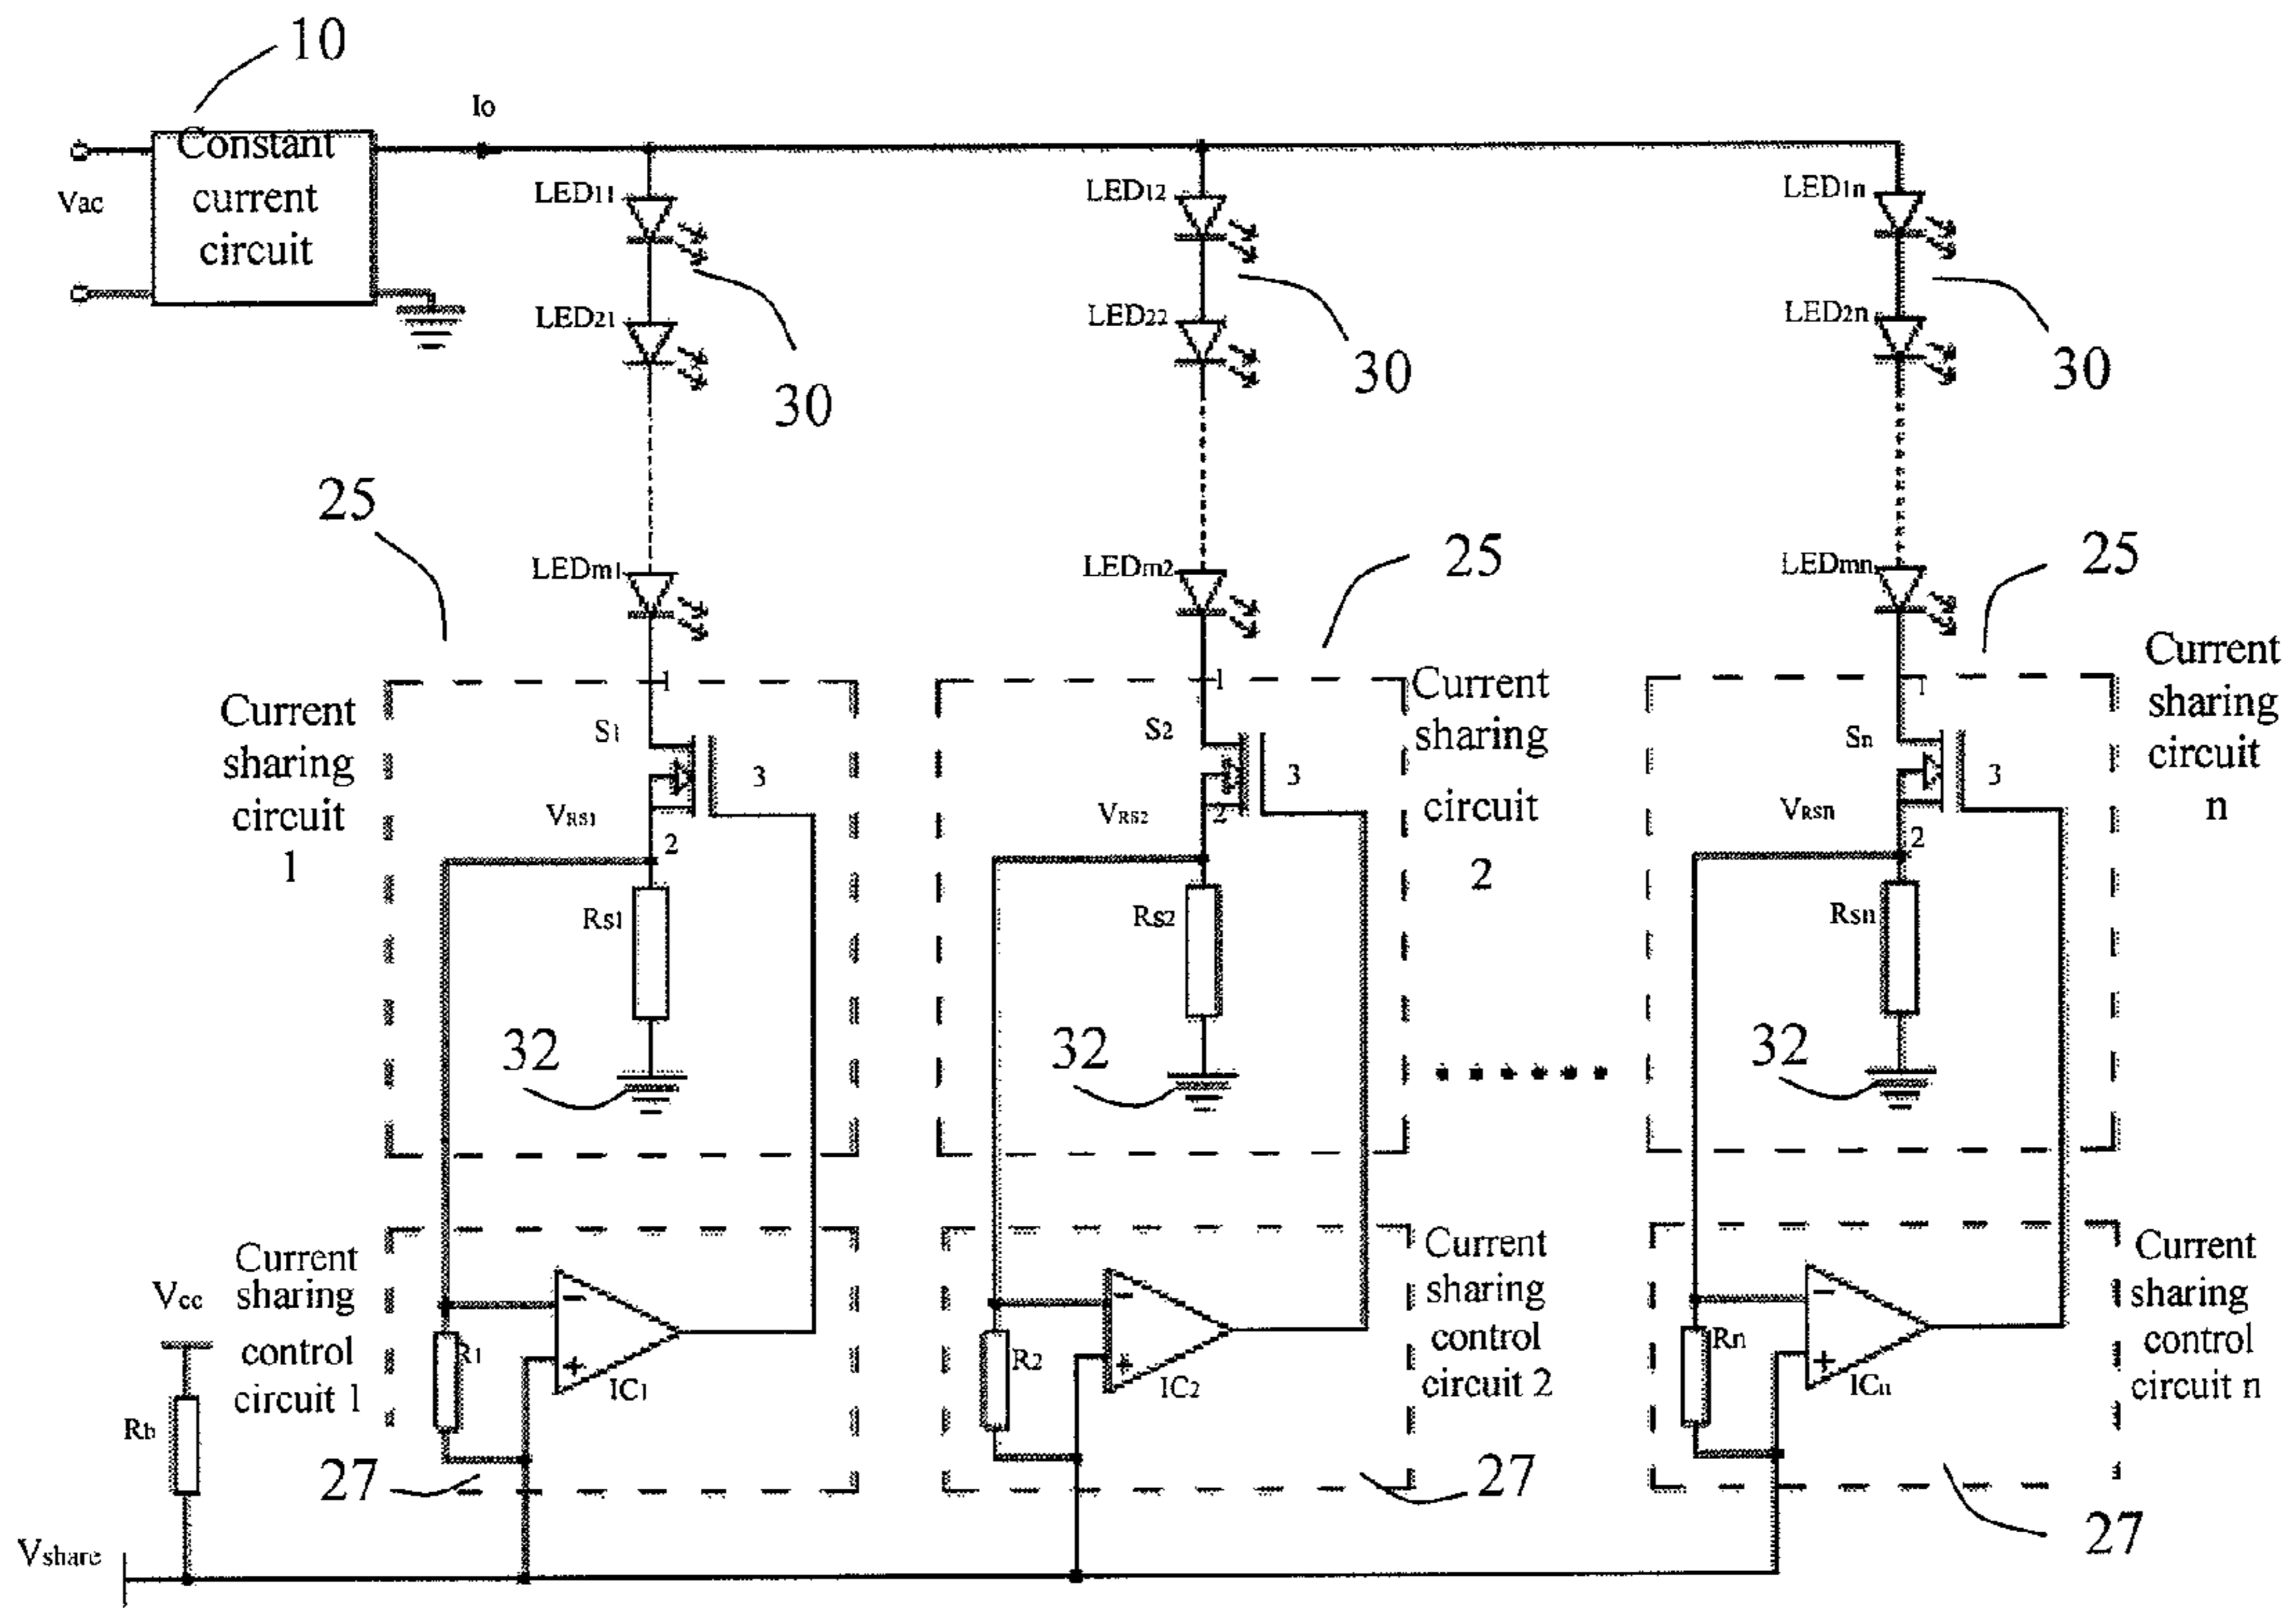 10
Io
Constant
current
circuit
Vac
LED11
LED12
LED1n
LED21
LED22
LED2n
30
30
30
25
25
25
LEDm1
LEDm2
LEDmn
1
1
1
Current
sharing
circuit
1
Current
sharing
circuit
2
Current
sharing
circuit
n
S1
S2
Sn
3
3
3
VRS1
VRS2
VRSn
2
2
2
RS1
RS2
RSn
32
32
32
Current
sharing
control
circuit 1
Current
sharing
control
circuit 2
Current
sharing
control
circuit n
Vcc
−
−
−
R1
R2
Rn
+
+
+
IC1
IC2
ICn
Rb
27
27
27
Vshare